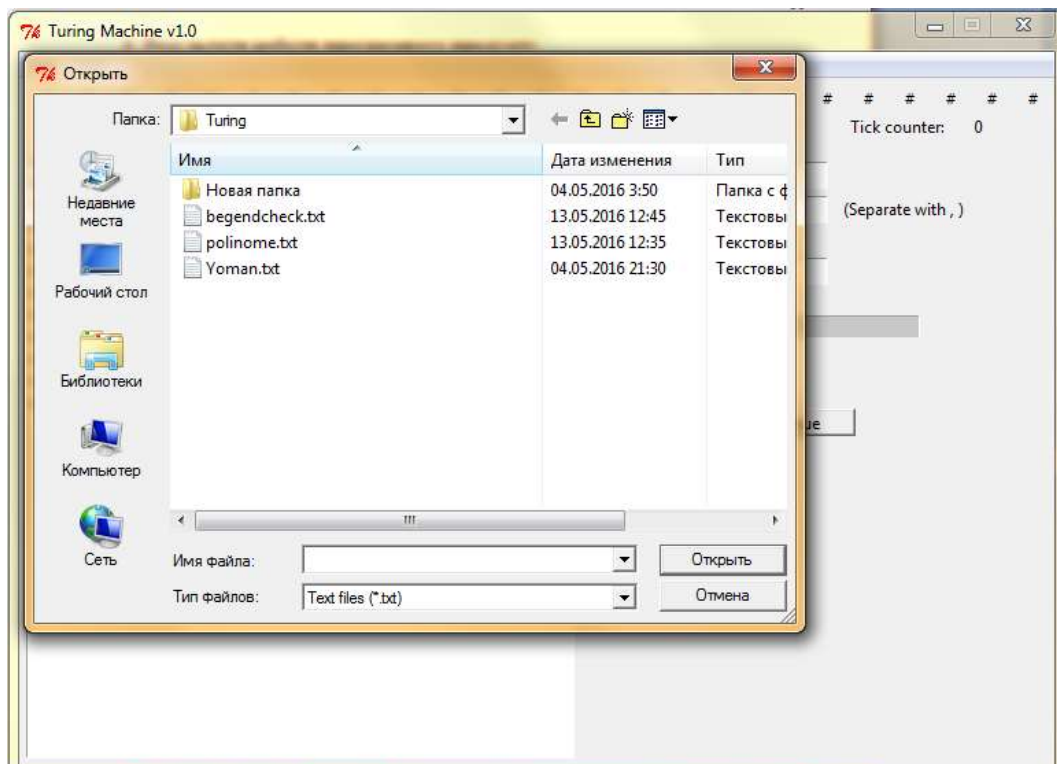 Turing Machine v1.0
Открыть
# # # # # #
Папка: Turing
Tick counter: 0
Имя Дата изменения Тип
Новая папка 04.05.2016 3:50 Папка с ф
begendcheck.txt 13.05.2016 12:45 Текстовы
polinome.txt 13.05.2016 12:35 Текстовы
Yoman.txt 04.05.2016 21:30 Текстовы
(Separate with , )
Недавние
места
Рабочий стол
Библиотеки
Компьютер
Сеть
ue
Имя файла: Открыть
Тип файлов: Text files (*.txt) Отмена